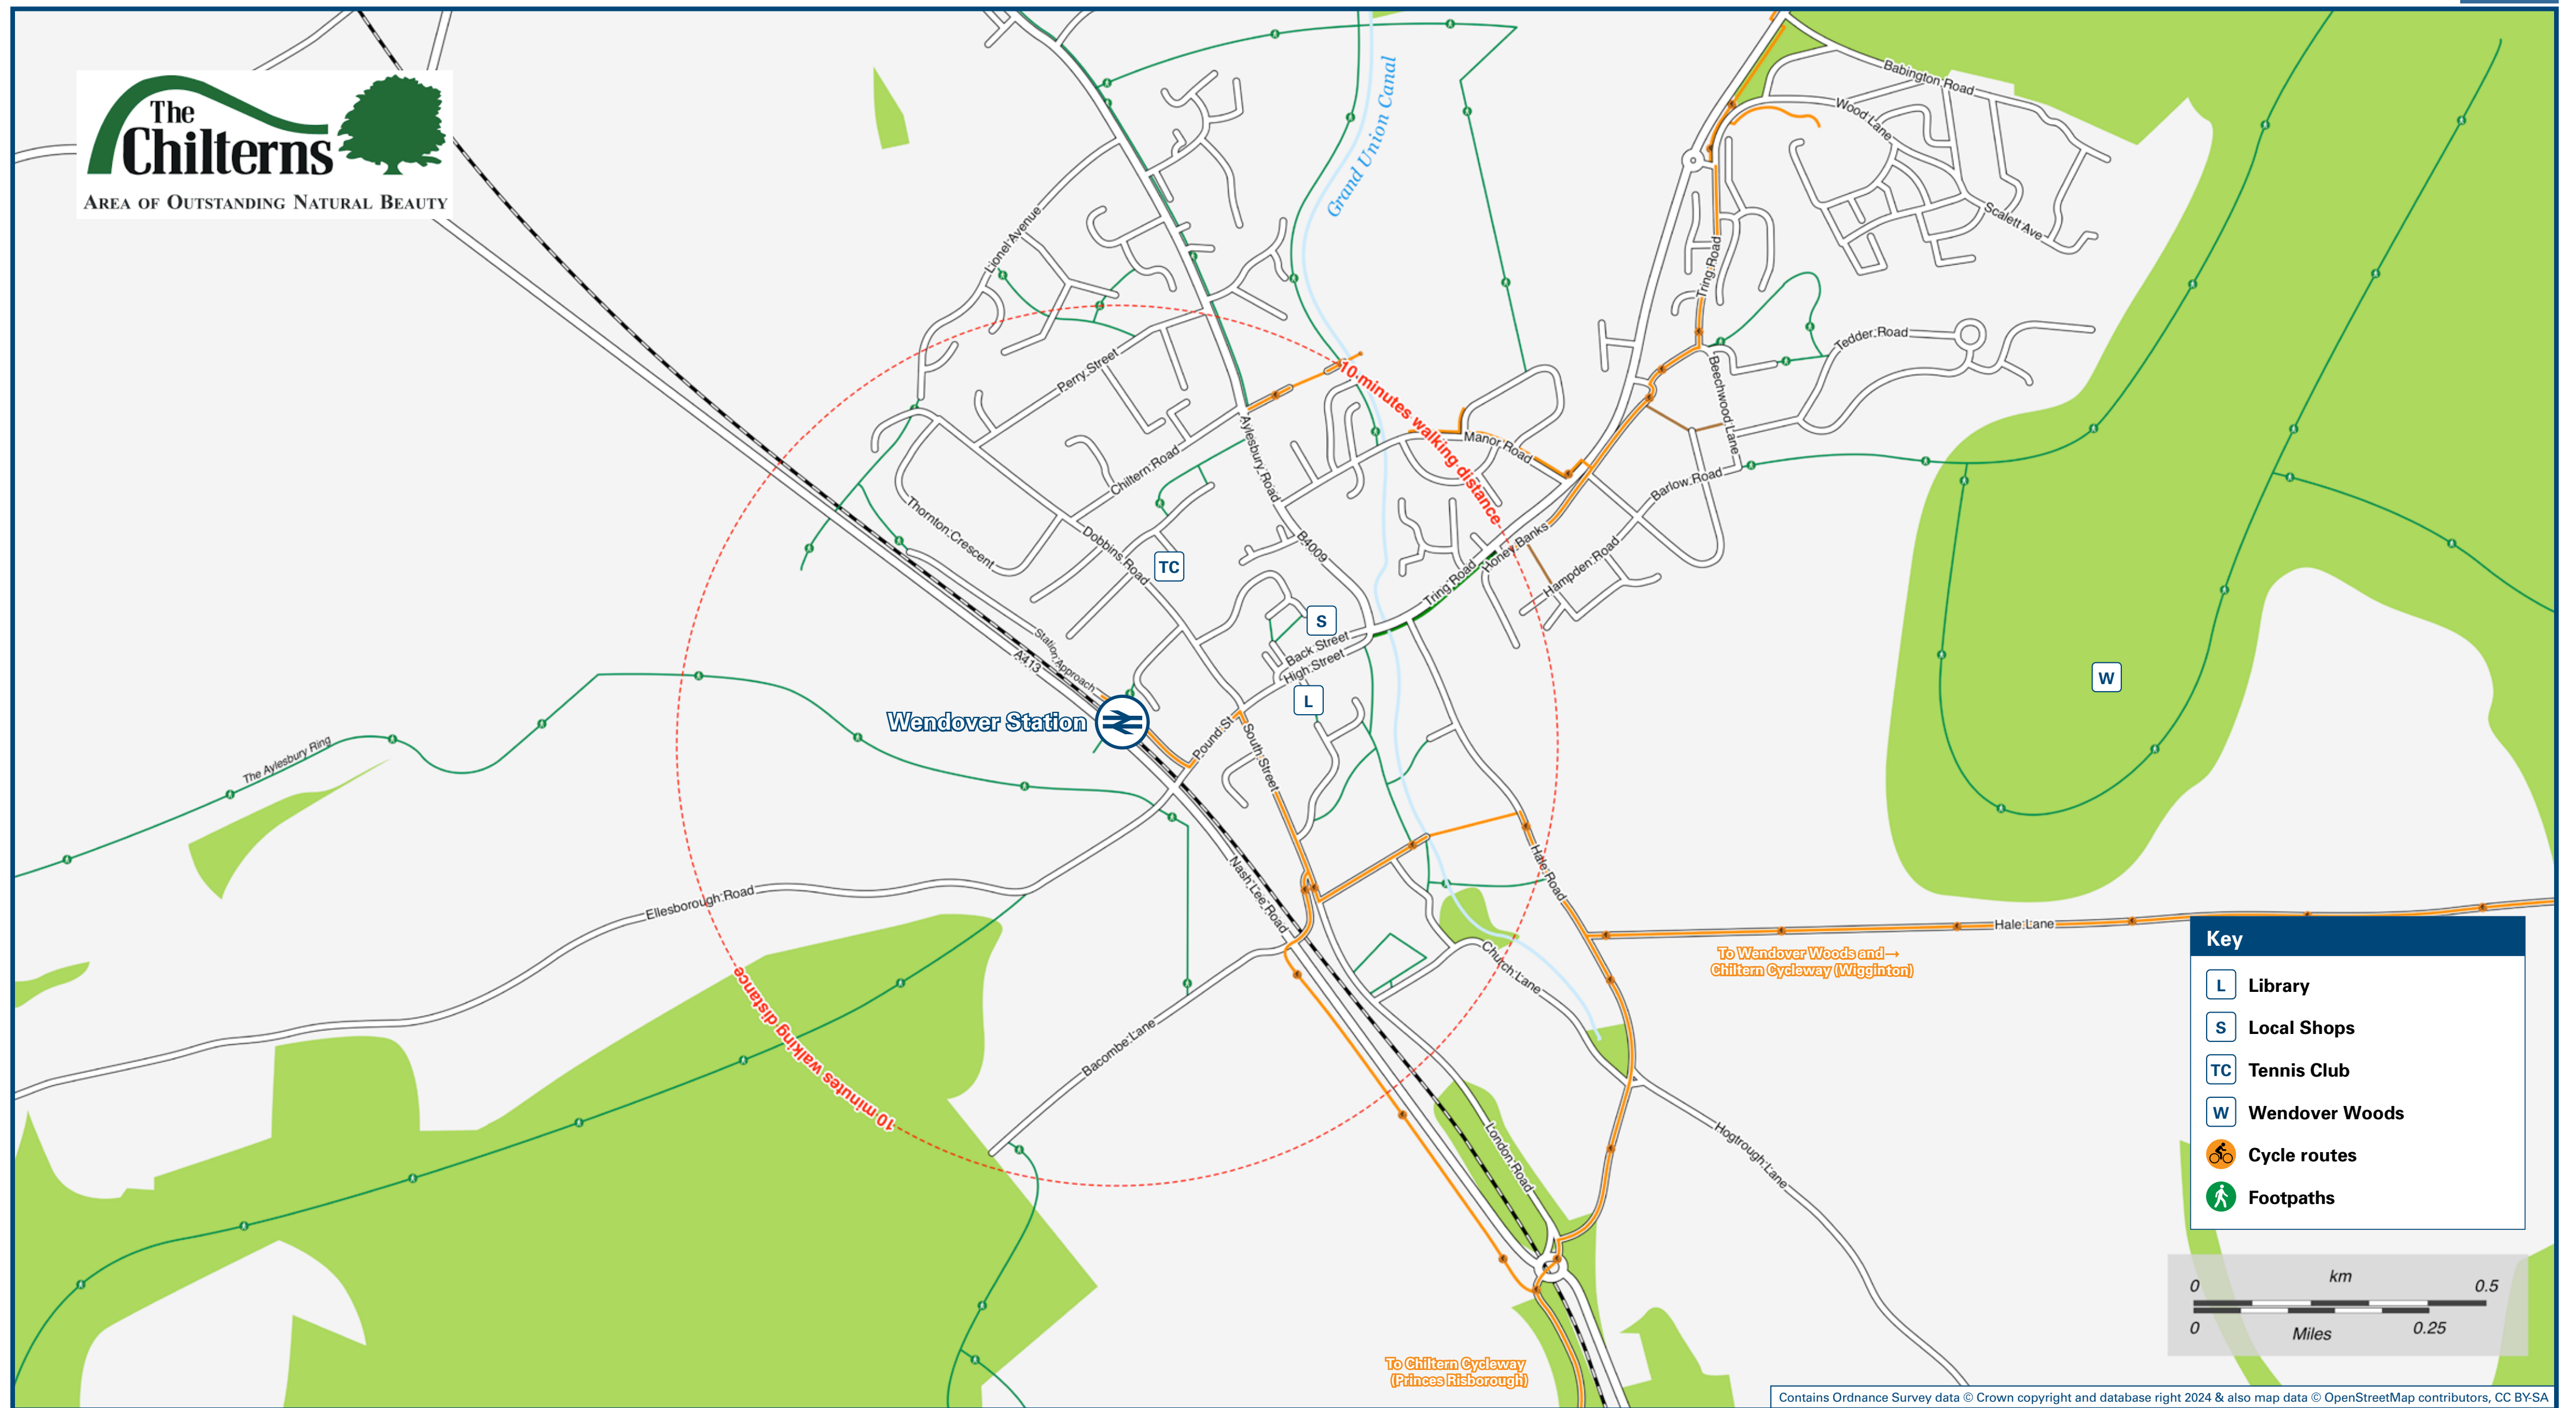 The
Chilterns
AREA OF OUTSTANDING NATURAL BEAUTY
Grand Union Canal
Babington Road
Wood Lane
Scalett Ave
Lionel Avenue
Tring Road
Tedder Road
Beechwood Lane
Perry Street
10 minutes walking distance
Manor Road
Aylesbury Road
Chiltern Road
Barlow Road
Thornton Crescent
Dobbins Road
B4009
Honey Banks
Hampden Road
Tring Road
TC
S
Back Street
High Street
Station Approach
A413
L
W
Wendover Station
Pound St
South Street
The Aylesbury Ring
Nash Lee Road
Hale Road
Ellesborough Road
Hale Lane
To Wendover Woods and→
Chiltern Cycleway (Wigginton)
Church Lane
10 minutes walking distance
Bacombe Lane
London Road
Hogtrough Lane
To Chiltern Cycleway
(Princes Risborough)
Key
L Library
S Local Shops
TC Tennis Club
W Wendover Woods
Cycle routes
Footpaths
km
0 0.5
0 0.25
Miles
Contains Ordnance Survey data © Crown copyright and database right 2024 & also map data © OpenStreetMap contributors, CC BY-SA